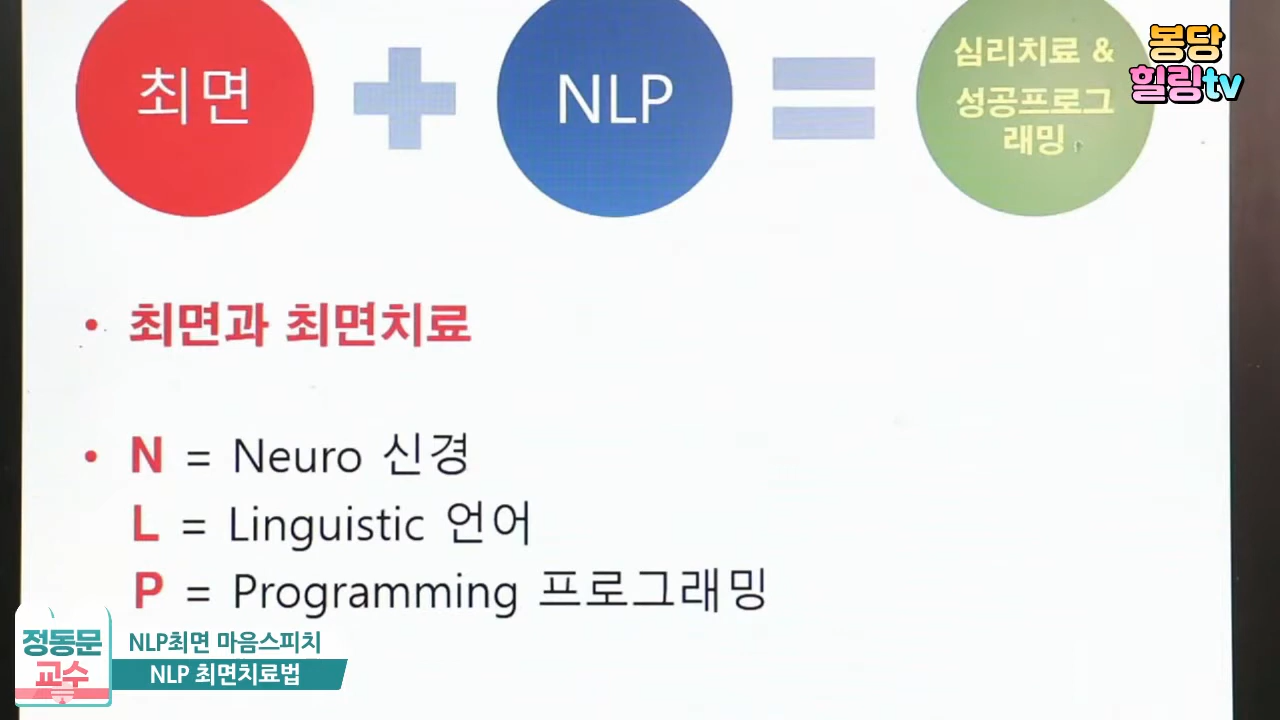 최면
NLP
심리치료 &
성공프로그
래밍
봉당
힐링tv
• 최면과 최면치료
• N = Neuro 신경
L = Linguistic 언어
P = Programming 프로그래밍
정동문
교수
NLP최면 마음스피치
NLP 최면치료법